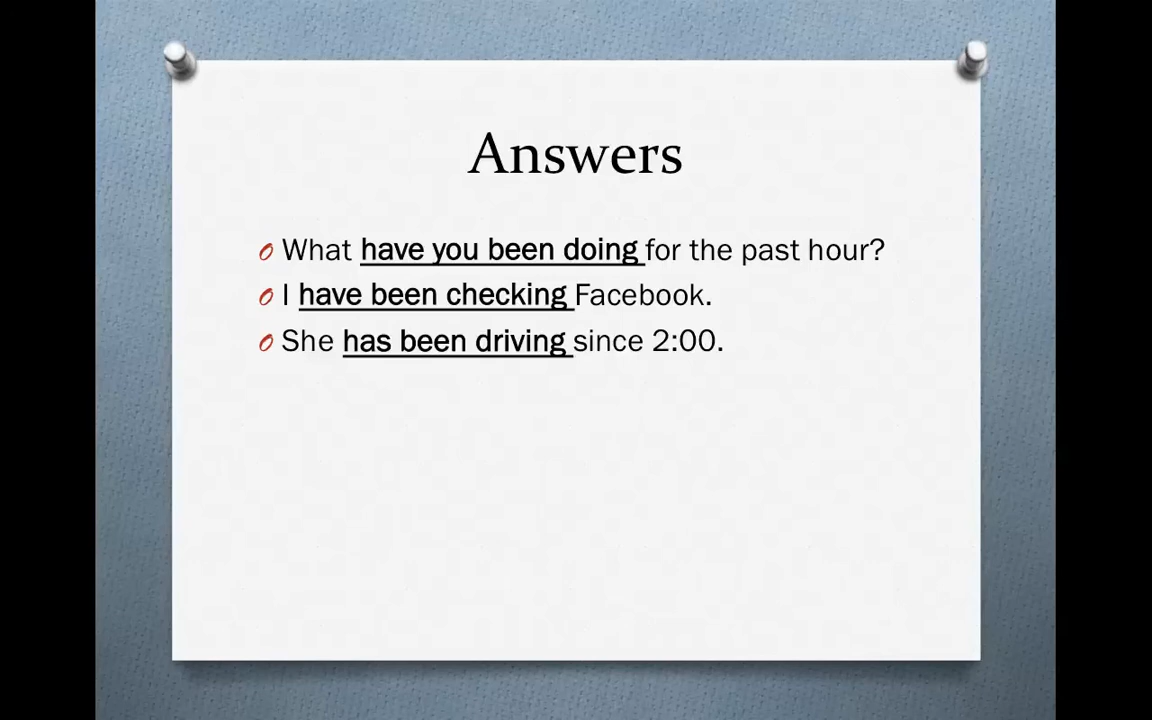 Answers
What have you been doing for the past hour?
I have been checking Facebook.
She has been driving since 2:00.